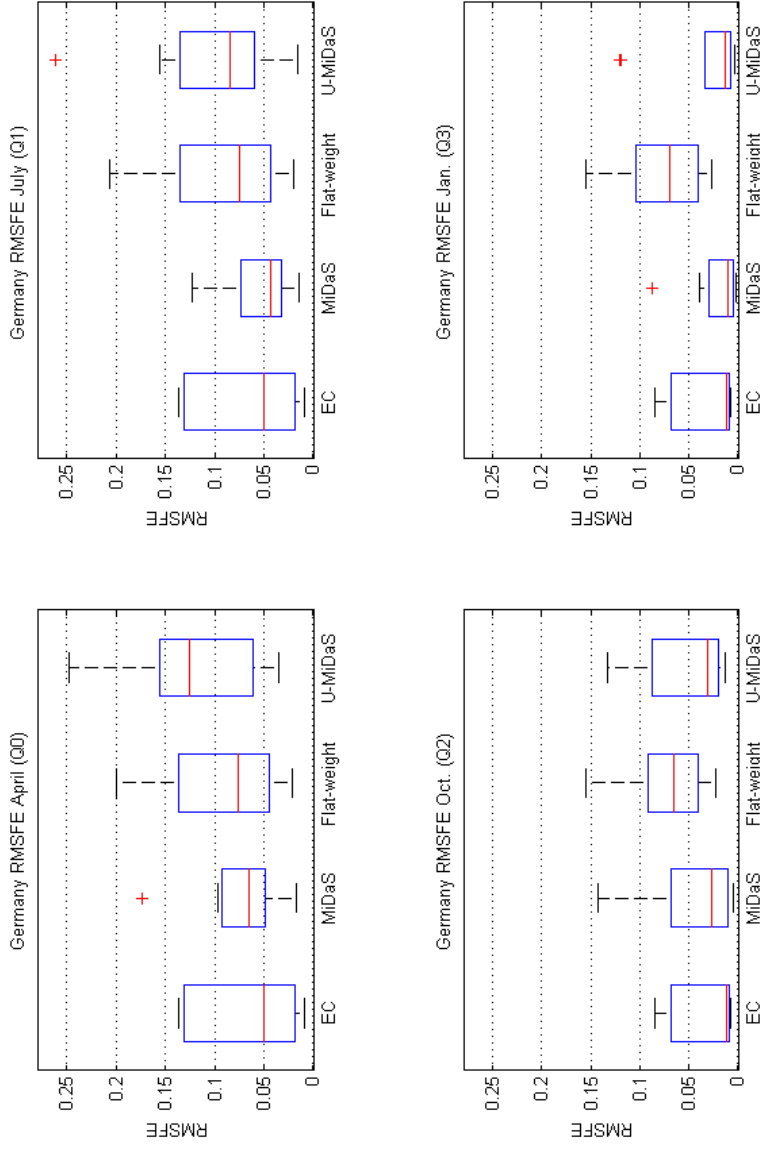 Germany RMSFE April (Q0)
RMSFE
0.25
0.2
0.15
0.1
0.05
0
EC
MiDaS
Flat-weight
U-MiDaS
Germany RMSFE July (Q1)
RMSFE
0.25
0.2
0.15
0.1
0.05
0
EC
MiDaS
Flat-weight
U-MiDaS
Germany RMSFE Oct. (Q2)
RMSFE
0.25
0.2
0.15
0.1
0.05
0
EC
MiDaS
Flat-weight
U-MiDaS
Germany RMSFE Jan. (Q3)
RMSFE
0.25
0.2
0.15
0.1
0.05
0
EC
MiDaS
Flat-weight
U-MiDaS